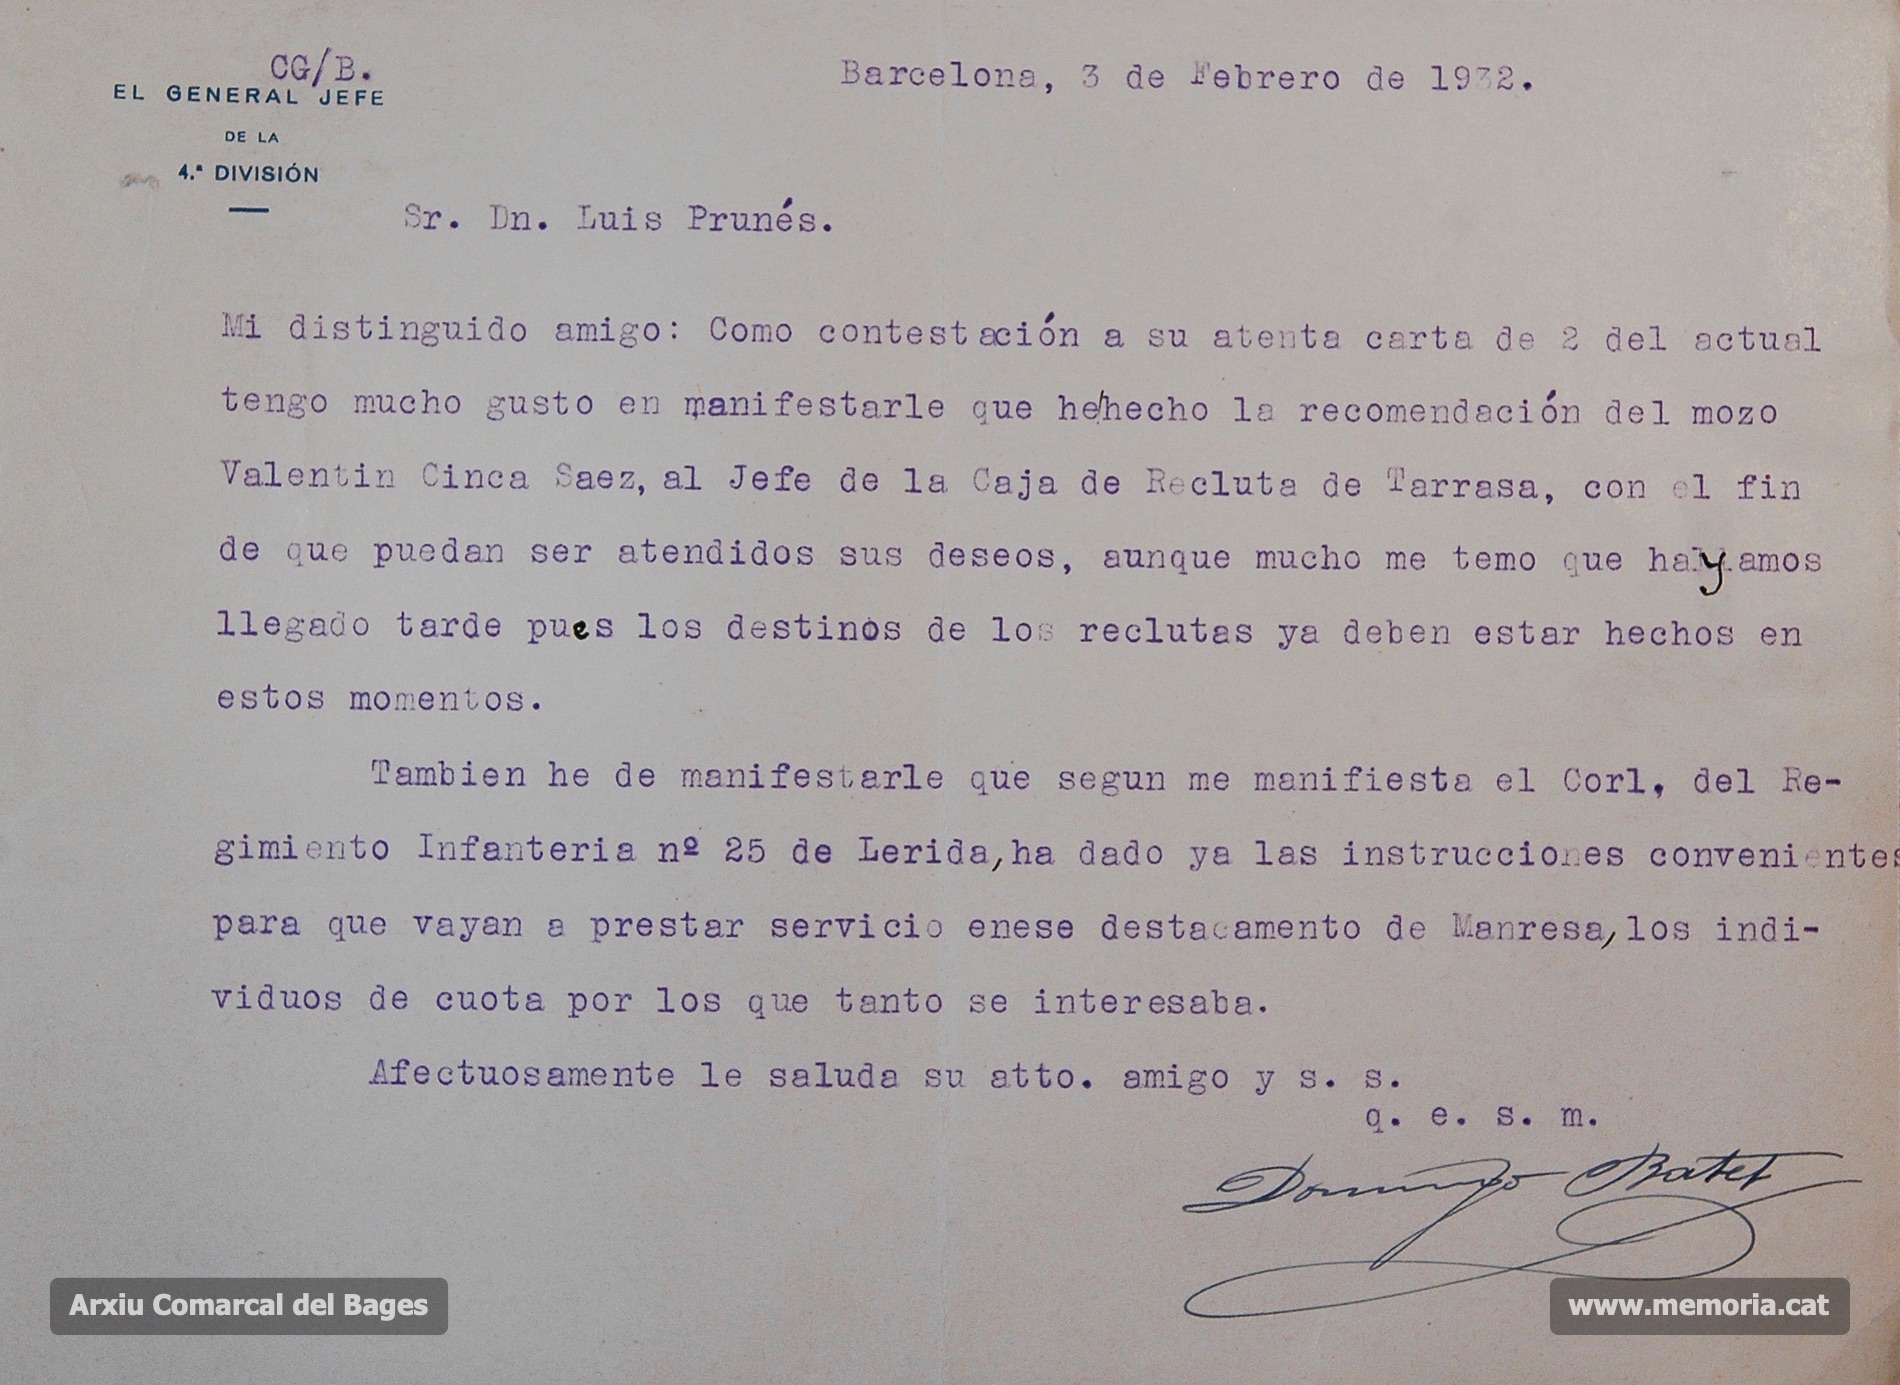 CG/B.
EL GENERAL JEFE
DE LA
4.ª DIVISIÓN
Barcelona, 3 de Febrero de 1932.
Sr. Dn. Luis Prunés.
Mi distinguido amigo: Como contestación a su atenta carta de 2 del actual
tengo mucho gusto en manifestarle que he/hecho la recomendación del mozo
Valentin Cinca Saez, al Jefe de la Caja de Recluta de Tarrasa, con el fin
de que puedan ser atendidos sus deseos, aunque mucho me temo que hayamos
llegado tarde pues los destinos de los reclutas ya deben estar hechos en
estos momentos.
Tambien he de manifestarle que segun me manifiesta el Corl, del Re-
gimiento Infanteria nº 25 de Lerida, ha dado ya las instrucciones convenientes
para que vayan a prestar servicio enese destacamento de Manresa, los indi-
viduos de cuota por los que tanto se interesaba.
Afectuosamente le saluda su atto. amigo y s. s.
q. e. s. m.
Domingo Batet
Arxiu Comarcal del Bages
www.memoria.cat